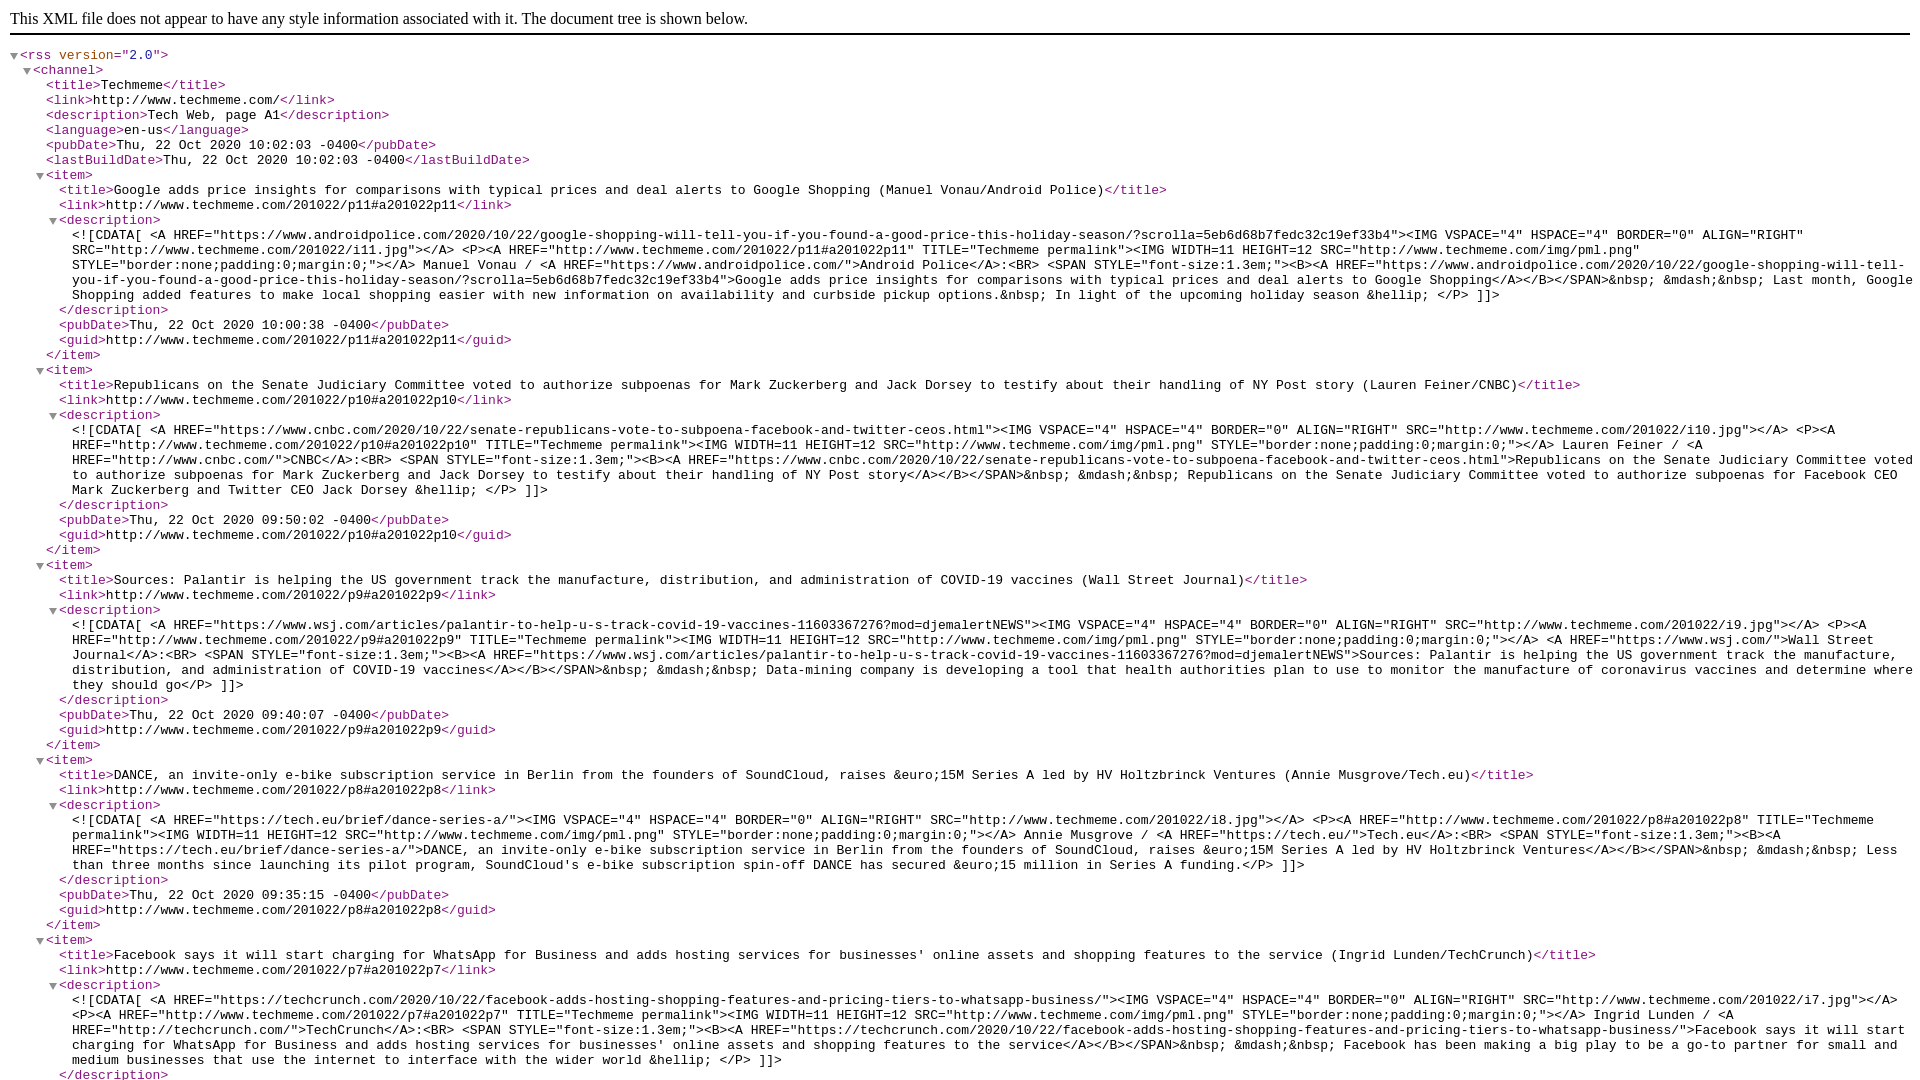 This XML file does not appear to have any style information associated with it. The document tree is shown below.
<rss version="2.0">
<channel>
<title>Techmeme</title>
<link>http://www.techmeme.com/</link>
<description>Tech Web, page A1</description>
<language>en-us</language>
<pubDate>Thu, 22 Oct 2020 10:02:03 -0400</pubDate>
<lastBuildDate>Thu, 22 Oct 2020 10:02:03 -0400</lastBuildDate>
<item>
<title>Google adds price insights for comparisons with typical prices and deal alerts to Google Shopping (Manuel Vonau/Android Police)</title>
<link>http://www.techmeme.com/201022/p11#a201022p11</link>
<description>
<![CDATA[ <A HREF="https://www.androidpolice.com/2020/10/22/google-shopping-will-tell-you-if-you-found-a-good-price-this-holiday-season/?scrolla=5eb6d68b7fedc32c19ef33b4"><IMG VSPACE="4" HSPACE="4" BORDER="0" ALIGN="RIGHT"
SRC="http://www.techmeme.com/201022/i11.jpg"></A> <P><A HREF="http://www.techmeme.com/201022/p11#a201022p11" TITLE="Techmeme permalink"><IMG WIDTH=11 HEIGHT=12 SRC="http://www.techmeme.com/img/pml.png"
STYLE="border:none;padding:0;margin:0;"></A> Manuel Vonau / <A HREF="https://www.androidpolice.com/">Android Police</A>:<BR> <SPAN STYLE="font-size:1.3em;"><B><A HREF="https://www.androidpolice.com/2020/10/22/google-shopping-will-tell-
you-if-you-found-a-good-price-this-holiday-season/?scrolla=5eb6d68b7fedc32c19ef33b4">Google adds price insights for comparisons with typical prices and deal alerts to Google Shopping</A></B></SPAN>&nbsp; &mdash;&nbsp; Last month, Google
Shopping added features to make local shopping easier with new information on availability and curbside pickup options.&nbsp; In light of the upcoming holiday season &hellip; </P> ]]>
</description>
<pubDate>Thu, 22 Oct 2020 10:00:38 -0400</pubDate>
<guid>http://www.techmeme.com/201022/p11#a201022p11</guid>
</item>
<item>
<title>Republicans on the Senate Judiciary Committee voted to authorize subpoenas for Mark Zuckerberg and Jack Dorsey to testify about their handling of NY Post story (Lauren Feiner/CNBC)</title>
<link>http://www.techmeme.com/201022/p10#a201022p10</link>
<description>
<![CDATA[ <A HREF="https://www.cnbc.com/2020/10/22/senate-republicans-vote-to-subpoena-facebook-and-twitter-ceos.html"><IMG VSPACE="4" HSPACE="4" BORDER="0" ALIGN="RIGHT" SRC="http://www.techmeme.com/201022/i10.jpg"></A> <P><A
HREF="http://www.techmeme.com/201022/p10#a201022p10" TITLE="Techmeme permalink"><IMG WIDTH=11 HEIGHT=12 SRC="http://www.techmeme.com/img/pml.png" STYLE="border:none;padding:0;margin:0;"></A> Lauren Feiner / <A
HREF="http://www.cnbc.com/">CNBC</A>:<BR> <SPAN STYLE="font-size:1.3em;"><B><A HREF="https://www.cnbc.com/2020/10/22/senate-republicans-vote-to-subpoena-facebook-and-twitter-ceos.html">Republicans on the Senate Judiciary Committee voted
to authorize subpoenas for Mark Zuckerberg and Jack Dorsey to testify about their handling of NY Post story</A></B></SPAN>&nbsp; &mdash;&nbsp; Republicans on the Senate Judiciary Committee voted to authorize subpoenas for Facebook CEO
Mark Zuckerberg and Twitter CEO Jack Dorsey &hellip; </P> ]]>
</description>
<pubDate>Thu, 22 Oct 2020 09:50:02 -0400</pubDate>
<guid>http://www.techmeme.com/201022/p10#a201022p10</guid>
</item>
<item>
<title>Sources: Palantir is helping the US government track the manufacture, distribution, and administration of COVID-19 vaccines (Wall Street Journal)</title>
<link>http://www.techmeme.com/201022/p9#a201022p9</link>
<description>
<![CDATA[ <A HREF="https://www.wsj.com/articles/palantir-to-help-u-s-track-covid-19-vaccines-11603367276?mod=djemalertNEWS"><IMG VSPACE="4" HSPACE="4" BORDER="0" ALIGN="RIGHT" SRC="http://www.techmeme.com/201022/i9.jpg"></A> <P><A
HREF="http://www.techmeme.com/201022/p9#a201022p9" TITLE="Techmeme permalink"><IMG WIDTH=11 HEIGHT=12 SRC="http://www.techmeme.com/img/pml.png" STYLE="border:none;padding:0;margin:0;"></A> <A HREF="https://www.wsj.com/">Wall Street
Journal</A>:<BR> <SPAN STYLE="font-size:1.3em;"><B><A HREF="https://www.wsj.com/articles/palantir-to-help-u-s-track-covid-19-vaccines-11603367276?mod=djemalertNEWS">Sources: Palantir is helping the US government track the manufacture,
distribution, and administration of COVID-19 vaccines</A></B></SPAN>&nbsp; &mdash;&nbsp; Data-mining company is developing a tool that health authorities plan to use to monitor the manufacture of coronavirus vaccines and determine where
they should go</P> ]]>
</description>
<pubDate>Thu, 22 Oct 2020 09:40:07 -0400</pubDate>
<guid>http://www.techmeme.com/201022/p9#a201022p9</guid>
</item>
<item>
<title>DANCE, an invite-only e-bike subscription service in Berlin from the founders of SoundCloud, raises &euro;15M Series A led by HV Holtzbrinck Ventures (Annie Musgrove/Tech.eu)</title>
<link>http://www.techmeme.com/201022/p8#a201022p8</link>
<description>
<![CDATA[ <A HREF="https://tech.eu/brief/dance-series-a/"><IMG VSPACE="4" HSPACE="4" BORDER="0" ALIGN="RIGHT" SRC="http://www.techmeme.com/201022/i8.jpg"></A> <P><A HREF="http://www.techmeme.com/201022/p8#a201022p8" TITLE="Techmeme
permalink"><IMG WIDTH=11 HEIGHT=12 SRC="http://www.techmeme.com/img/pml.png" STYLE="border:none;padding:0;margin:0;"></A> Annie Musgrove / <A HREF="https://tech.eu/">Tech.eu</A>:<BR> <SPAN STYLE="font-size:1.3em;"><B><A
HREF="https://tech.eu/brief/dance-series-a/">DANCE, an invite-only e-bike subscription service in Berlin from the founders of SoundCloud, raises &euro;15M Series A led by HV Holtzbrinck Ventures</A></B></SPAN>&nbsp; &mdash;&nbsp; Less
than three months since launching its pilot program, SoundCloud's e-bike subscription spin-off DANCE has secured &euro;15 million in Series A funding.</P> ]]>
</description>
<pubDate>Thu, 22 Oct 2020 09:35:15 -0400</pubDate>
<guid>http://www.techmeme.com/201022/p8#a201022p8</guid>
</item>
<item>
<title>Facebook says it will start charging for WhatsApp for Business and adds hosting services for businesses' online assets and shopping features to the service (Ingrid Lunden/TechCrunch)</title>
<link>http://www.techmeme.com/201022/p7#a201022p7</link>
<description>
<![CDATA[ <A HREF="https://techcrunch.com/2020/10/22/facebook-adds-hosting-shopping-features-and-pricing-tiers-to-whatsapp-business/"><IMG VSPACE="4" HSPACE="4" BORDER="0" ALIGN="RIGHT" SRC="http://www.techmeme.com/201022/i7.jpg"></A>
<P><A HREF="http://www.techmeme.com/201022/p7#a201022p7" TITLE="Techmeme permalink"><IMG WIDTH=11 HEIGHT=12 SRC="http://www.techmeme.com/img/pml.png" STYLE="border:none;padding:0;margin:0;"></A> Ingrid Lunden / <A
HREF="http://techcrunch.com/">TechCrunch</A>:<BR> <SPAN STYLE="font-size:1.3em;"><B><A HREF="https://techcrunch.com/2020/10/22/facebook-adds-hosting-shopping-features-and-pricing-tiers-to-whatsapp-business/">Facebook says it will start
charging for WhatsApp for Business and adds hosting services for businesses' online assets and shopping features to the service</A></B></SPAN>&nbsp; &mdash;&nbsp; Facebook has been making a big play to be a go-to partner for small and
medium businesses that use the internet to interface with the wider world &hellip; </P> ]]>
</description>